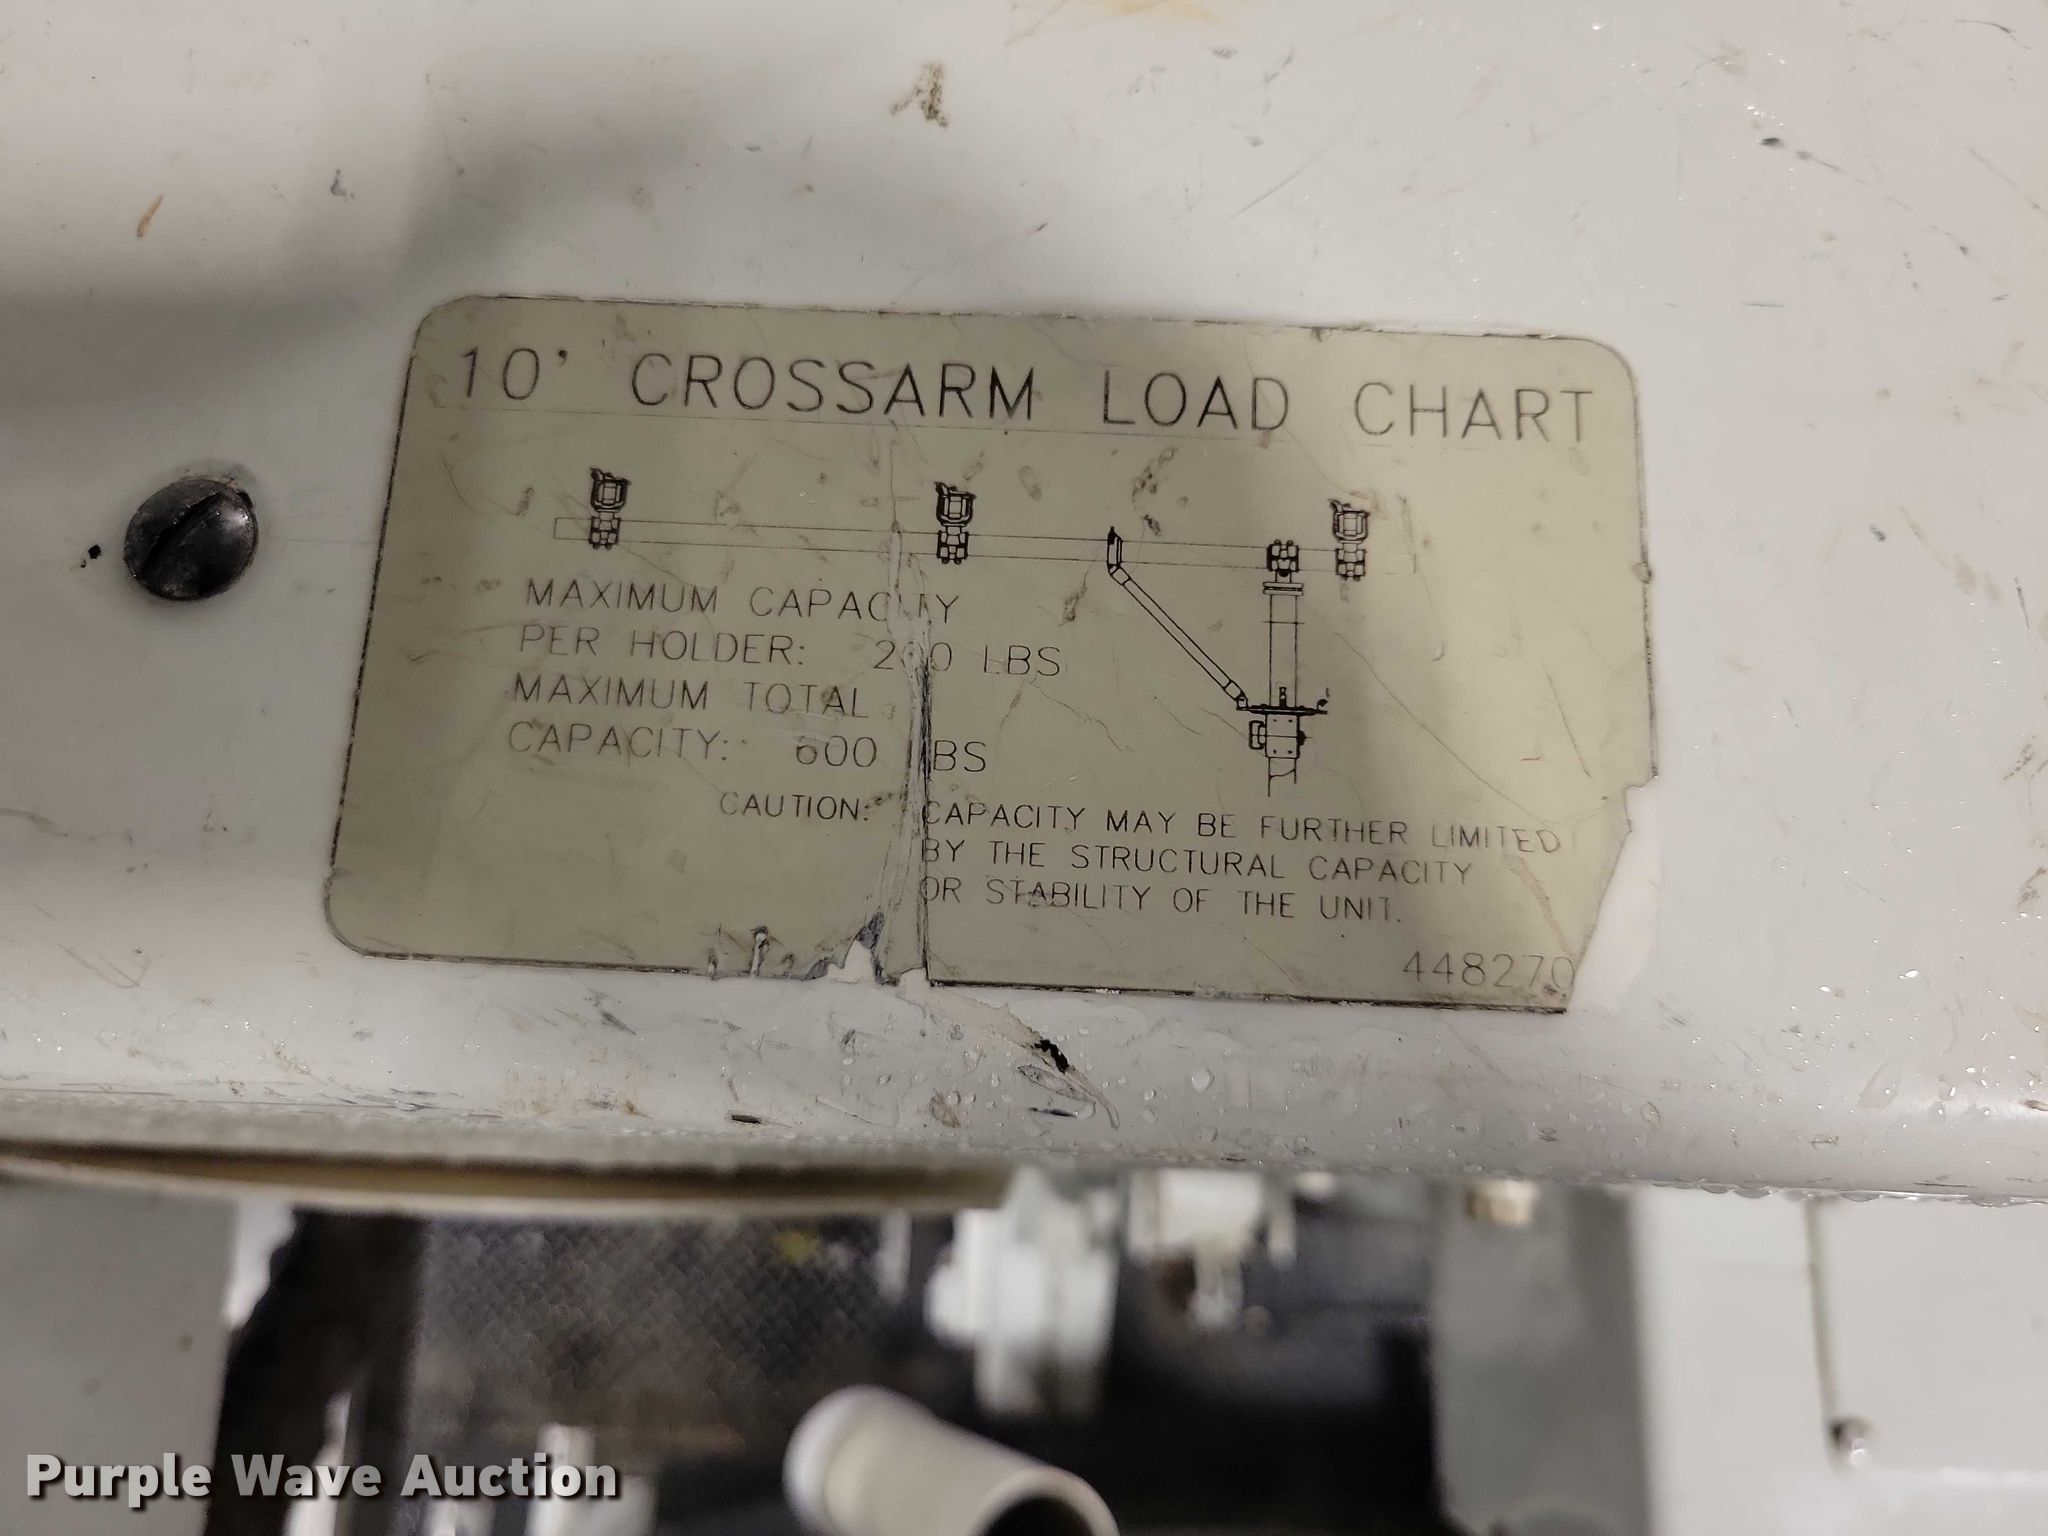 10' CROSSARM LOAD CHART
MAXIMUM CAPACITY
PER HOLDER: 200 LBS
MAXIMUM TOTAL
CAPACITY: 600 LBS
CAUTION: CAPACITY MAY BE FURTHER LIMITED
BY THE STRUCTURAL CAPACITY
OR STABILITY OF THE UNIT.
448270
Purple Wave Auction